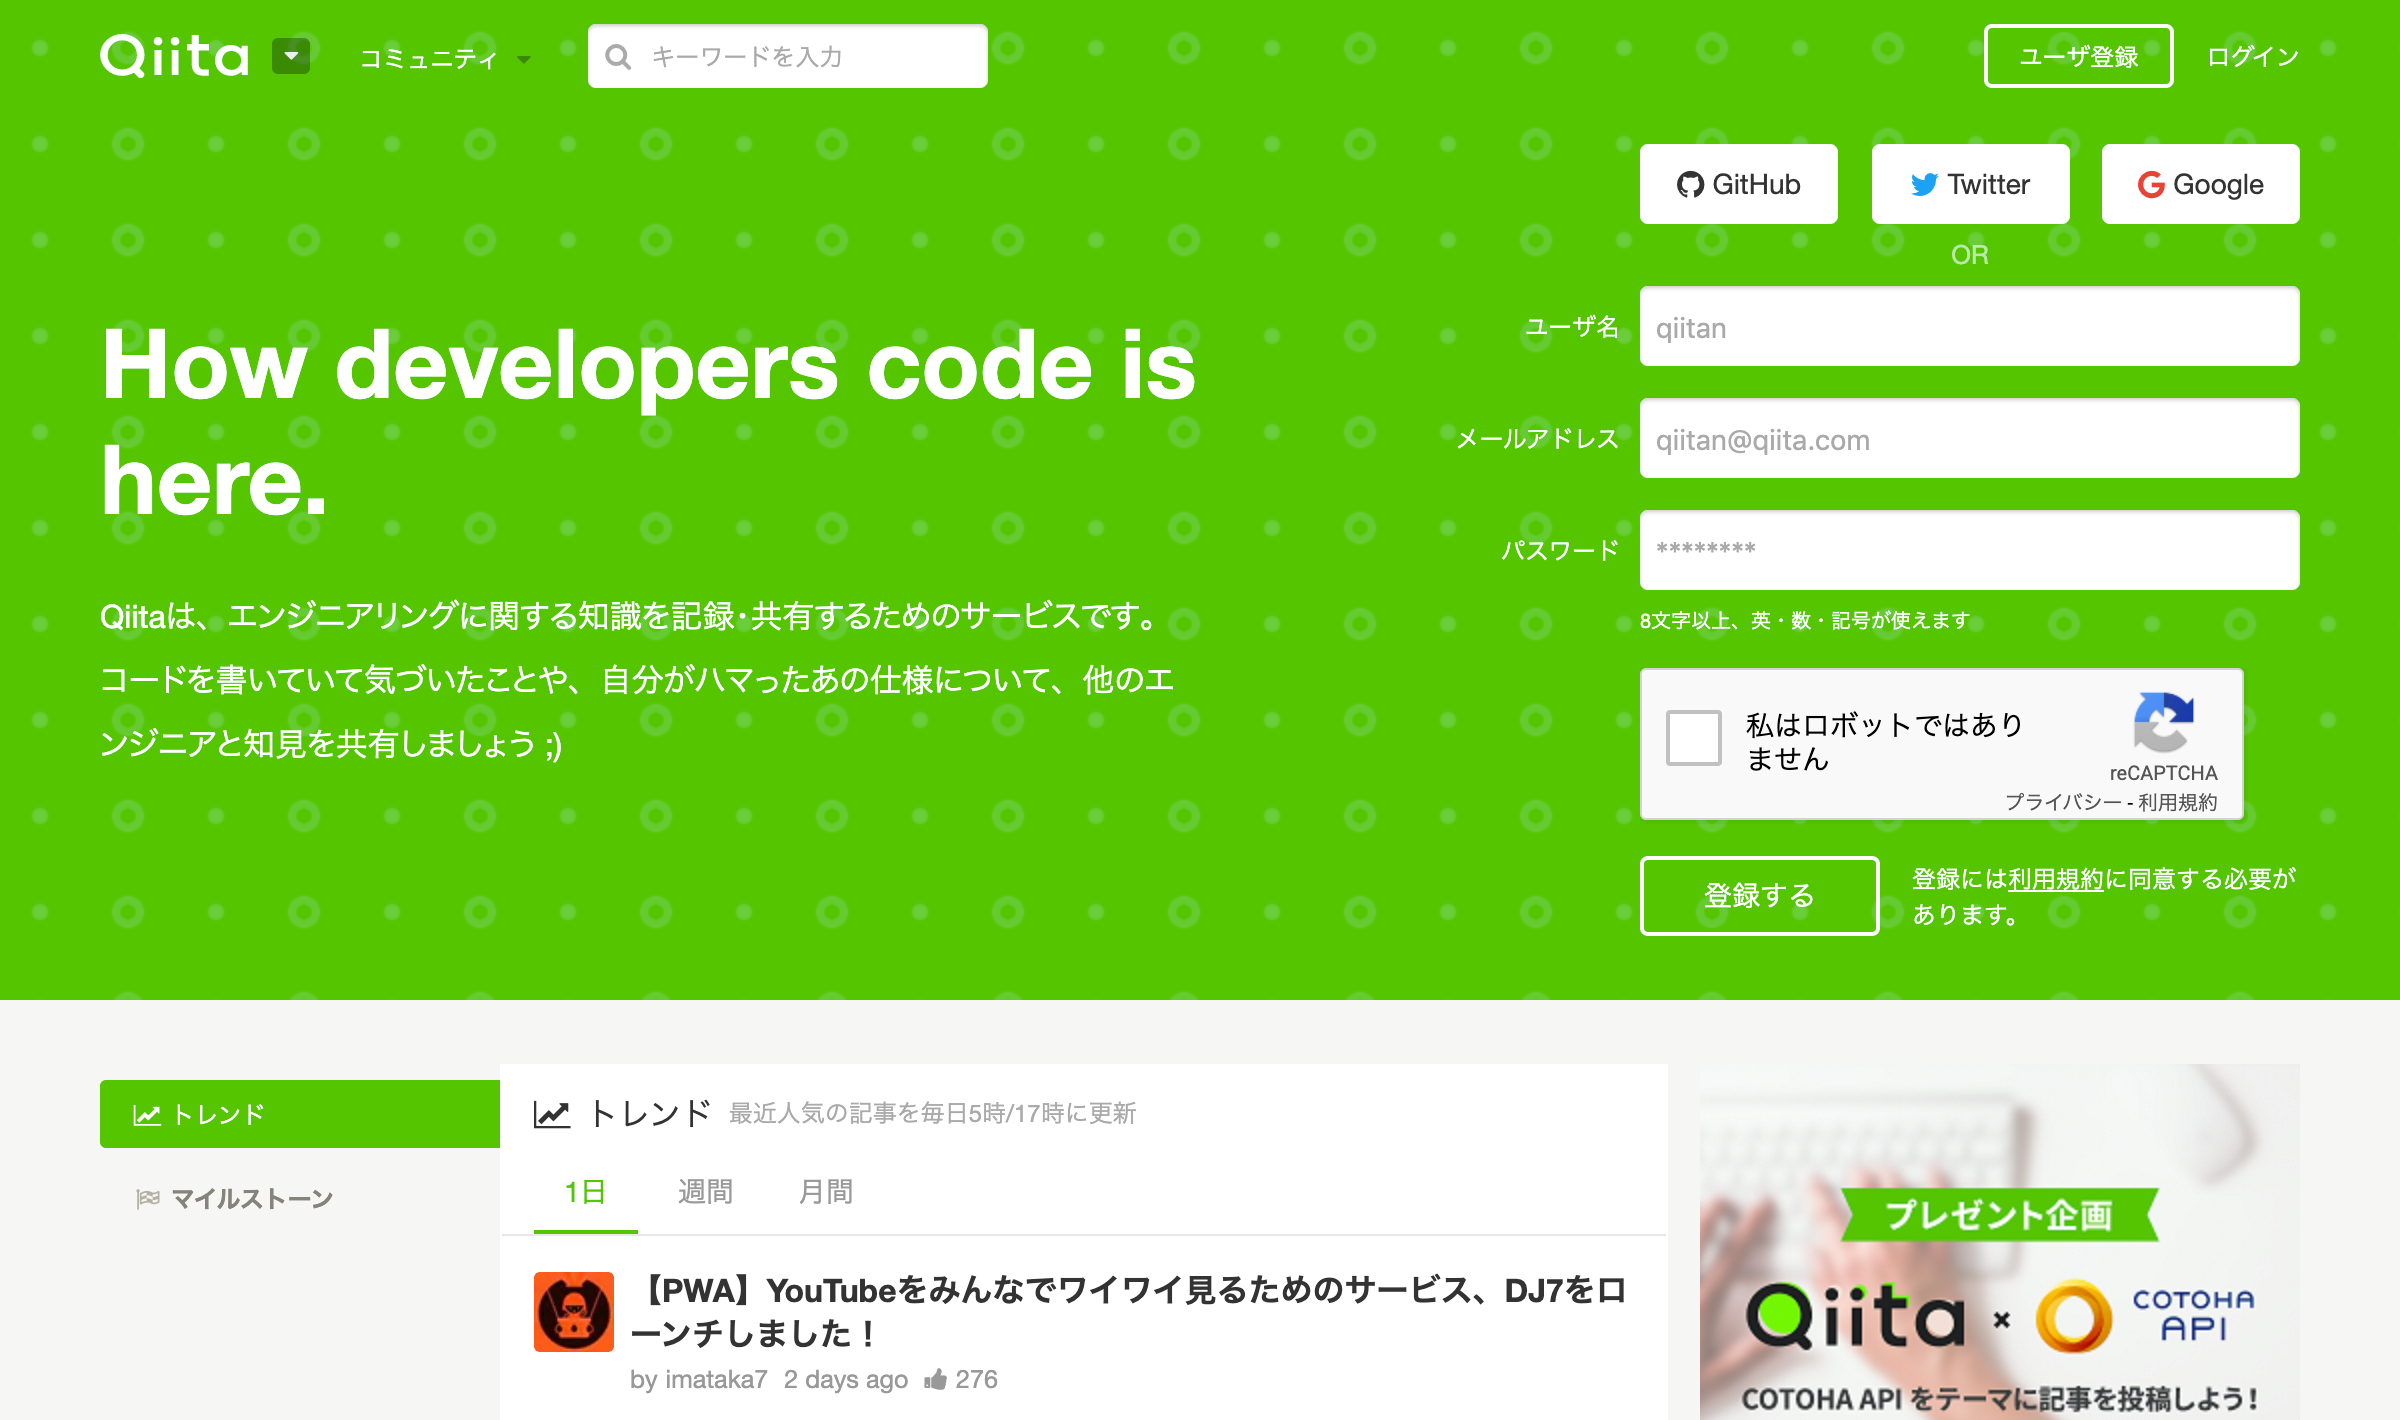 Qiita
コミュニティ
キーワードを入力
ユーザ登録
ログイン
GitHub
Twitter
Google
OR
How developers code is
here.
Qiitaは、エンジニアリングに関する知識を記録・共有するためのサービスです。
コードを書いていて気づいたことや、自分がハマったあの仕様について、他のエ
ンジニアと知見を共有しましょう ;)
ユーザ名
qiitan
メールアドレス
qiitan@qiita.com
パスワード
********
8文字以上、英・数・記号が使えます
私はロボットではあり
ません
reCAPTCHA
プライバシー - 利用規約
登録する
登録には利用規約に同意する必要が
あります。
トレンド
マイルストーン
トレンド 最近人気の記事を毎日5時/17時に更新
1日
週間
月間
【PWA】YouTubeをみんなでワイワイ見るためのサービス、DJ7をロ
ーンチしました！
by imataka7 2 days ago 276
プレゼント企画
Qiita × COTOHA
API
COTOHA API をテーマに記事を投稿しよう！